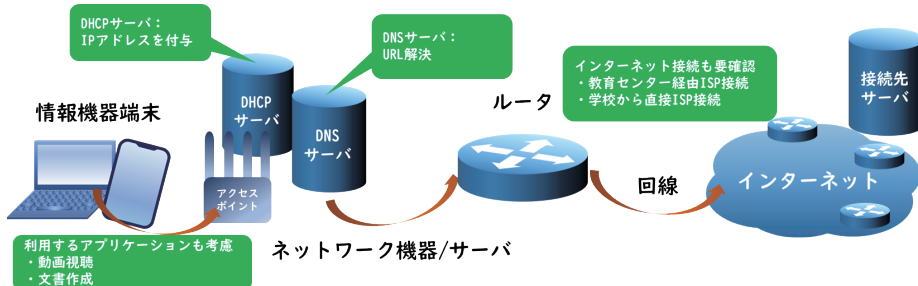 DHCPサーバ：
IPアドレスを付与
DNSサーバ：
URL解決
インターネット接続も要確認
・教育センター経由ISP接続
・学校から直接ISP接続
接続先
サーバ
情報機器端末
DHCP
サーバ
DNS
サーバ
ルータ
アクセス
ポイント
回線
インターネット
利用するアプリケーションも考慮
・動画視聴
・文書作成
ネットワーク機器/サーバ